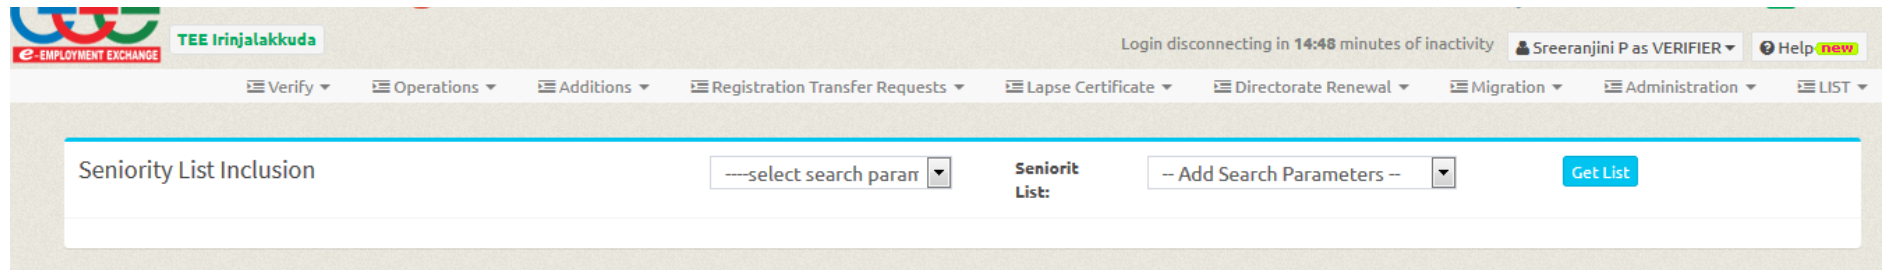 e-EMPLOYMENT EXCHANGE
TEE Irinjalakkuda
Login disconnecting in 14:48 minutes of inactivity
Sreeranjini P as VERIFIER
Help new
Verify
Operations
Additions
Registration Transfer Requests
Lapse Certificate
Directorate Renewal
Migration
Administration
LIST
Seniority List Inclusion
----select search param
Seniorit
List:
-- Add Search Parameters --
Get List